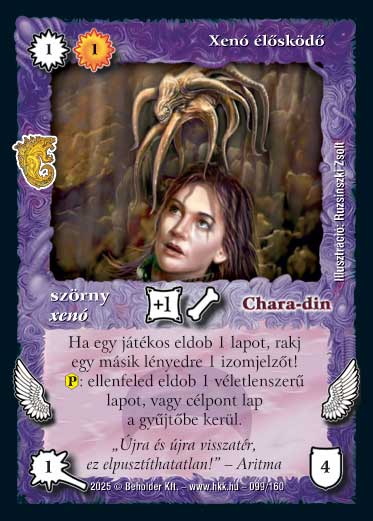 1 1 Xenó élősködő
Illusztráció: Ruzsinszki Zsolt
szörny +1 Chara-din
xenó
Ha egy játékos eldob 1 lapot, rakj
egy másik lényedre 1 izomjelzőt!
P: ellenfeled eldob 1 véletlenszerű
lapot, vagy célpont lap
a gyűjtőbe kerül.
„Újra és újra visszatér,
ez elpusztíthatatlan!” – Aritma
1 4
2025 © Beholder Kft. – www.hkk.hu – 099/160